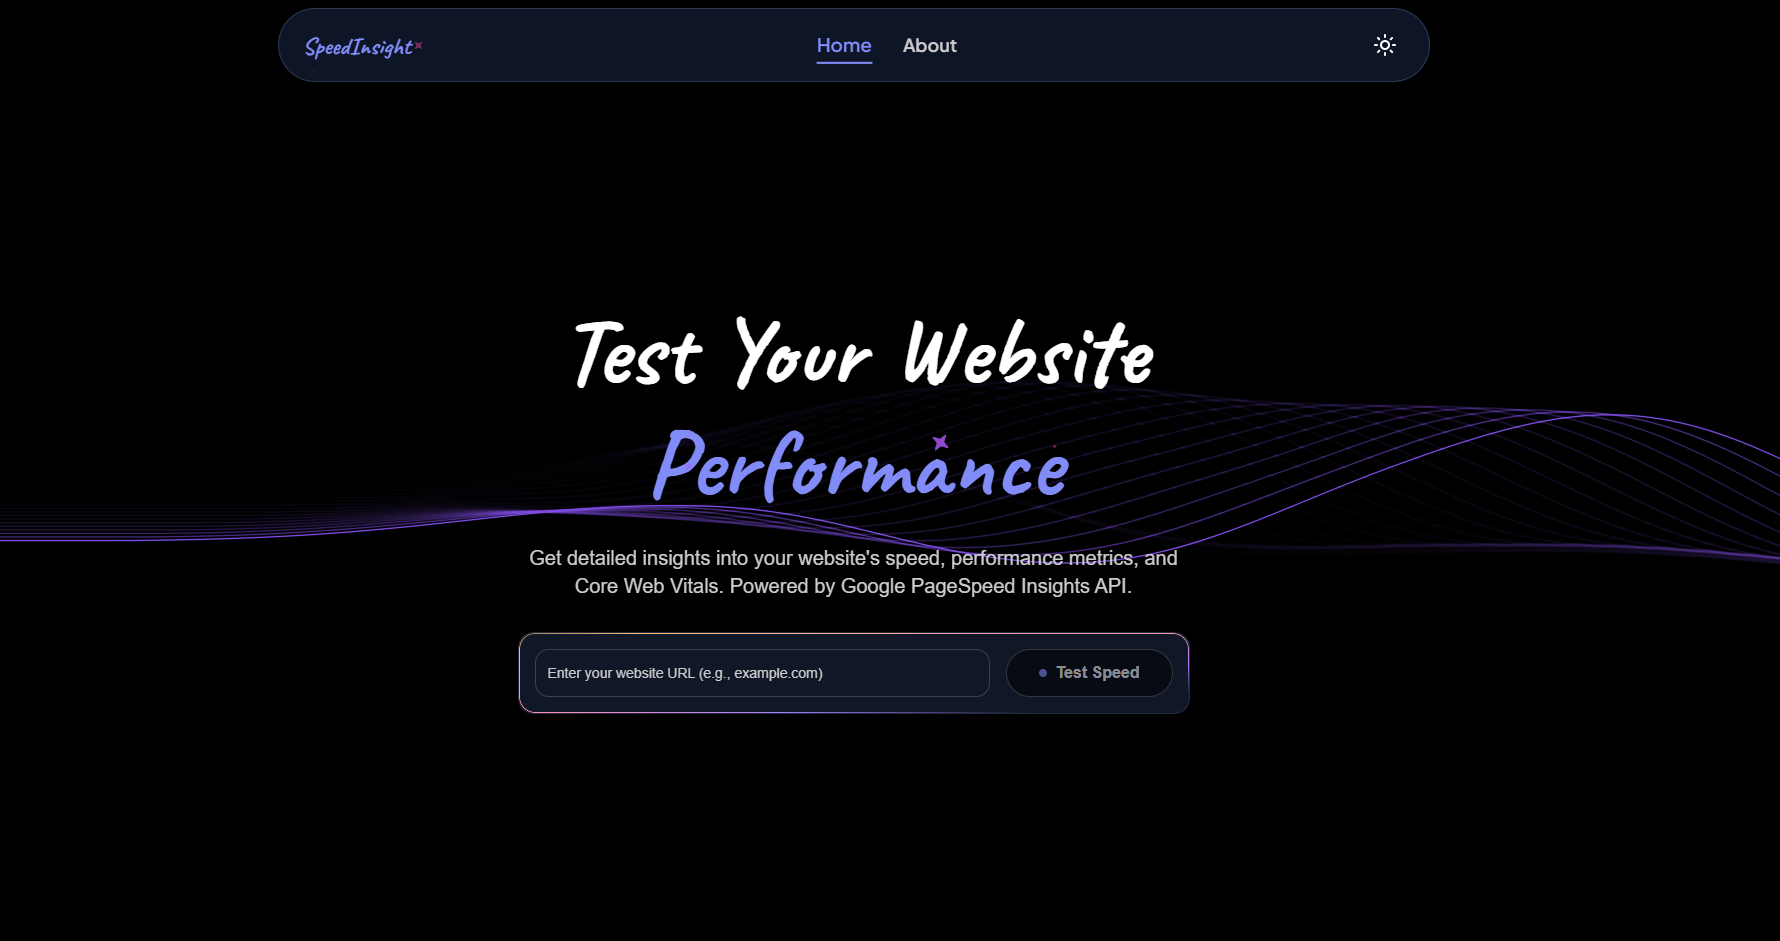 SpeedInsight
Home
About
Test Your Website
Performance
Get detailed insights into your website's speed, performance metrics, and
Core Web Vitals. Powered by Google PageSpeed Insights API.
Enter your website URL (e.g., example.com)
Test Speed